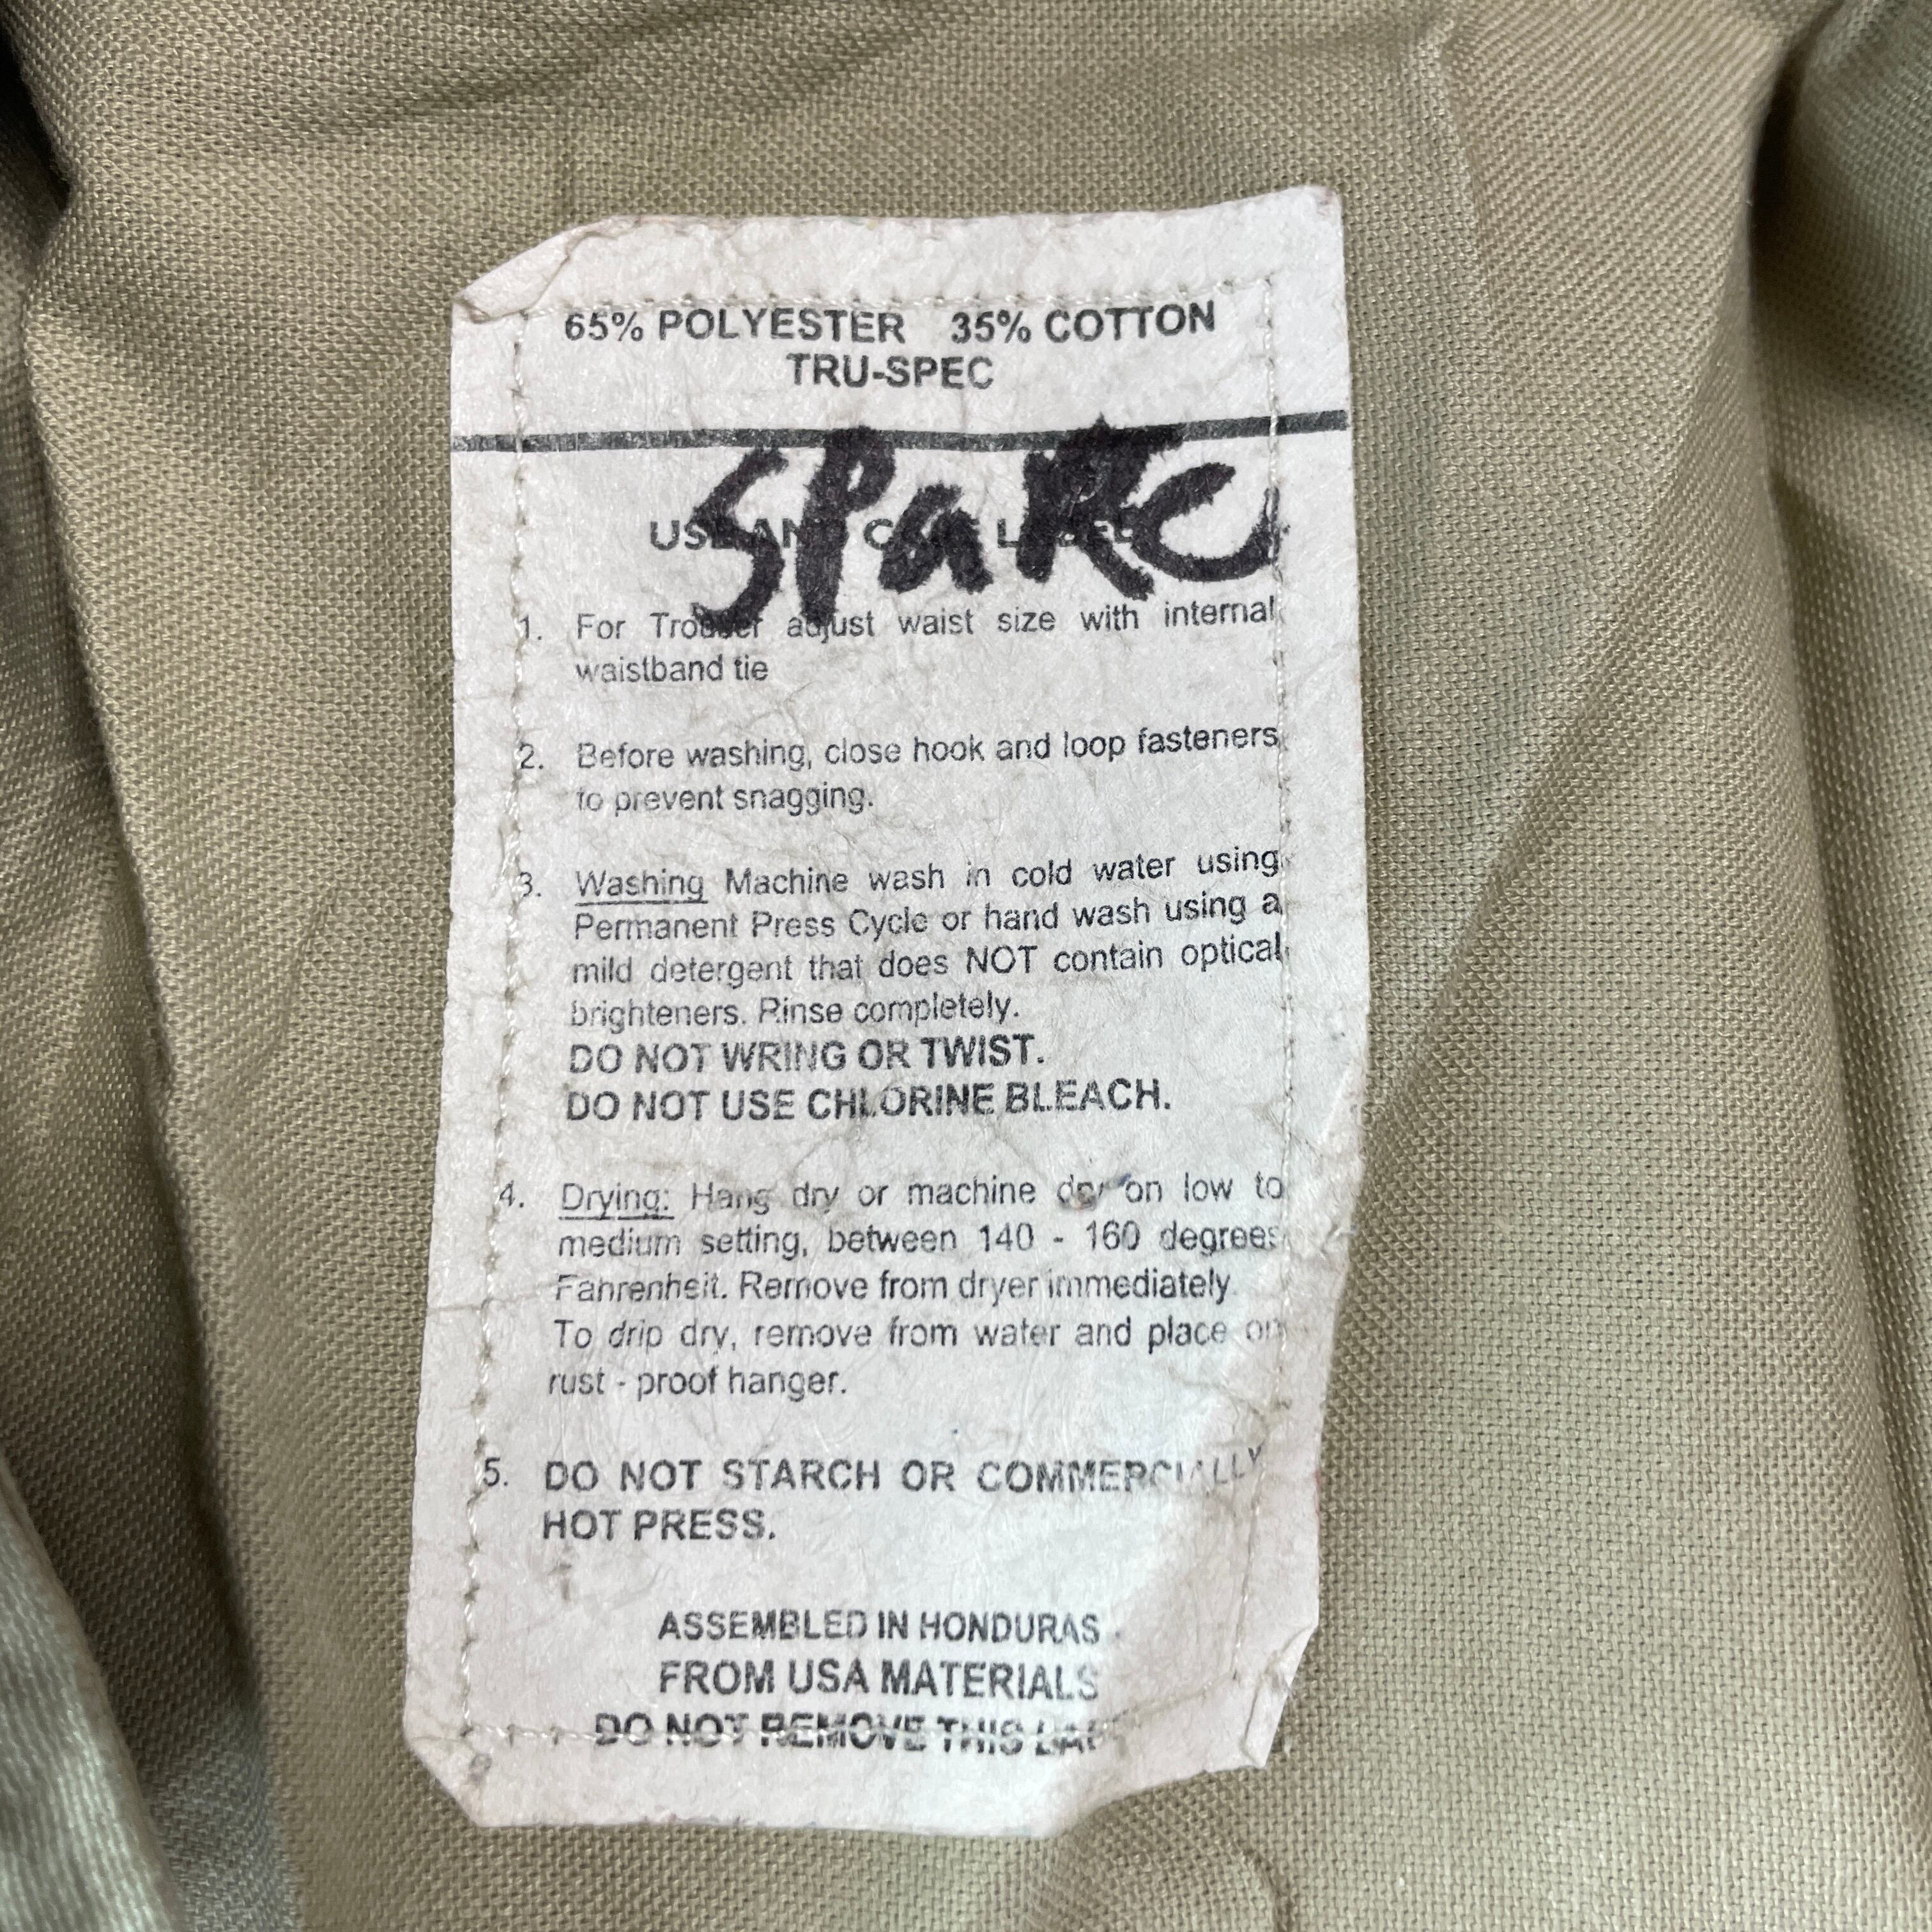 65% POLYESTER 35% COTTON
TRU-SPEC
SPaRe
USE AND CARE LABEL
1. For Trouser adjust waist size with internal
waistband tie
2. Before washing, close hook and loop fasteners
to prevent snagging.
3. Washing Machine wash in cold water using
Permanent Press Cycle or hand wash using a
mild detergent that does NOT contain optical
brighteners. Rinse completely.
DO NOT WRING OR TWIST.
DO NOT USE CHLORINE BLEACH.
4. Drying: Hang dry or machine dry on low to
medium setting, between 140 - 160 degrees
Fahrenheit. Remove from dryer immediately
To drip dry, remove from water and place on
rust - proof hanger.
5. DO NOT STARCH OR COMMERCIALLY
HOT PRESS.
ASSEMBLED IN HONDURAS
FROM USA MATERIALS
DO NOT REMOVE THIS